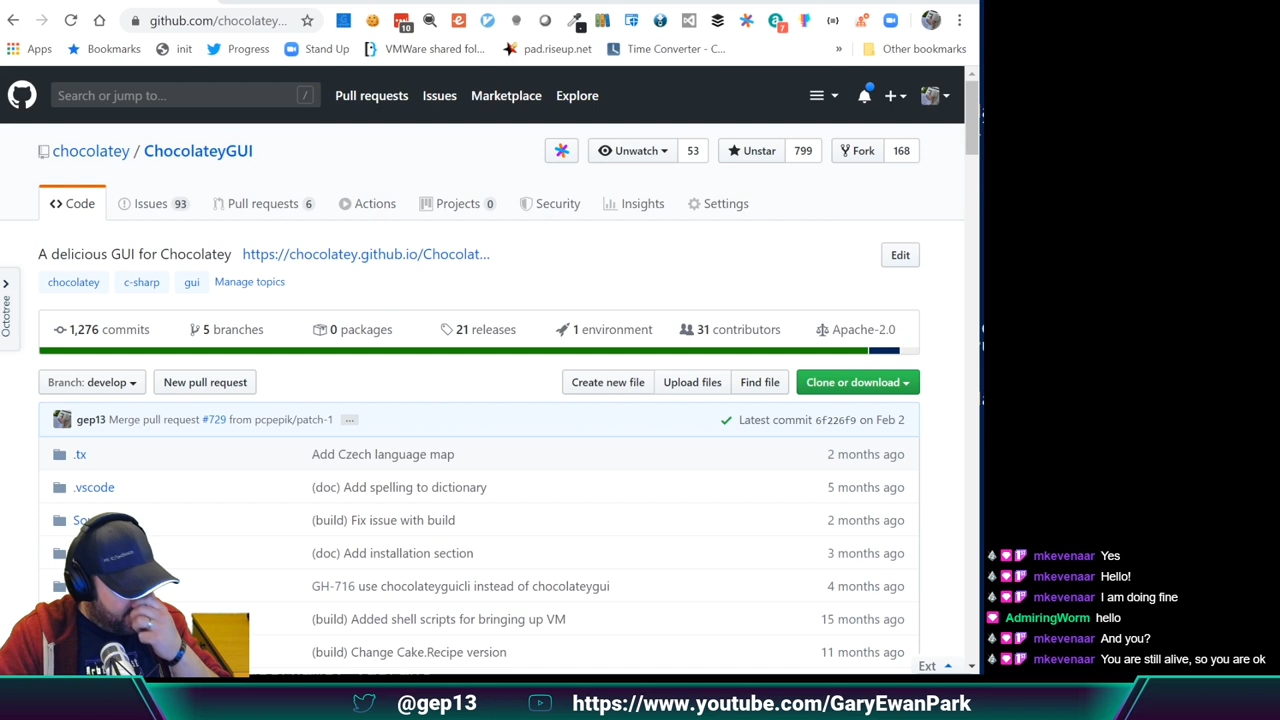 github.com/chocolatey...
10
7
Apps Bookmarks init Progress Stand Up VMWare shared fol... pad.riseup.net Time Converter - C... » Other bookmarks
Search or jump to... / Pull requests Issues Marketplace Explore
chocolatey / ChocolateyGUI
Unwatch 53 Unstar 799 Fork 168
Code Issues 93 Pull requests 6 Actions Projects 0 Security Insights Settings
A delicious GUI for Chocolatey https://chocolatey.github.io/Chocolat... Edit
chocolatey c-sharp gui Manage topics
Octotree
1,276 commits 5 branches 0 packages 21 releases 1 environment 31 contributors Apache-2.0
Branch: develop New pull request Create new file Upload files Find file Clone or download
gep13 Merge pull request #729 from pcpepik/patch-1 ... Latest commit 6f226f9 on Feb 2
.tx Add Czech language map 2 months ago
.vscode (doc) Add spelling to dictionary 5 months ago
(build) Fix issue with build 2 months ago
(doc) Add installation section 3 months ago
GH-716 use chocolateyguicli instead of chocolateygui 4 months ago
(build) Added shell scripts for bringing up VM 15 months ago
(build) Change Cake.Recipe version 11 months ago
Ext
mkevenaar Yes
mkevenaar Hello!
mkevenaar I am doing fine
AdmiringWorm hello
mkevenaar And you?
mkevenaar You are still alive, so you are ok
@gep13 https://www.youtube.com/GaryEwanPark